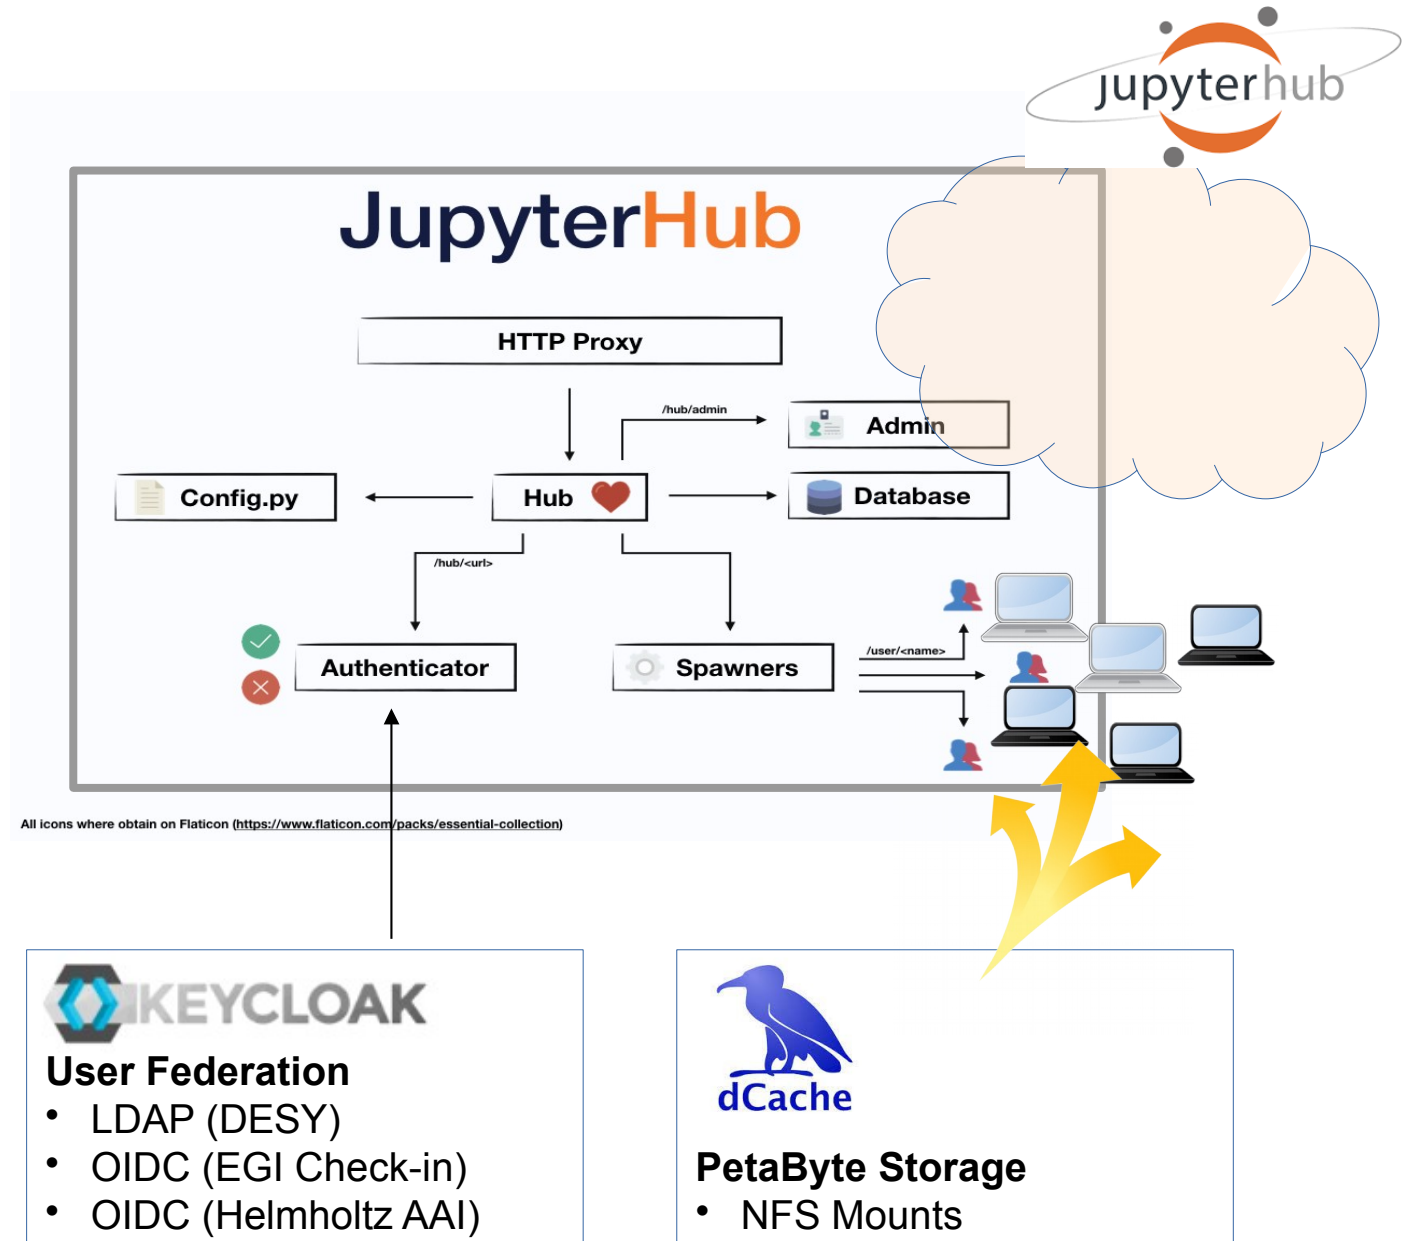 jupyterhub
JupyterHub
HTTP Proxy
/hub/admin
Admin
Config.py
Hub
Database
/hub/<url>
/user/<name>
Authenticator
Spawners
All icons where obtain on Flaticon (https://www.flaticon.com/packs/essential-collection)
KEYCLOAK
User Federation
• LDAP (DESY)
• OIDC (EGI Check-in)
• OIDC (Helmholtz AAI)
dCache
PetaByte Storage
• NFS Mounts